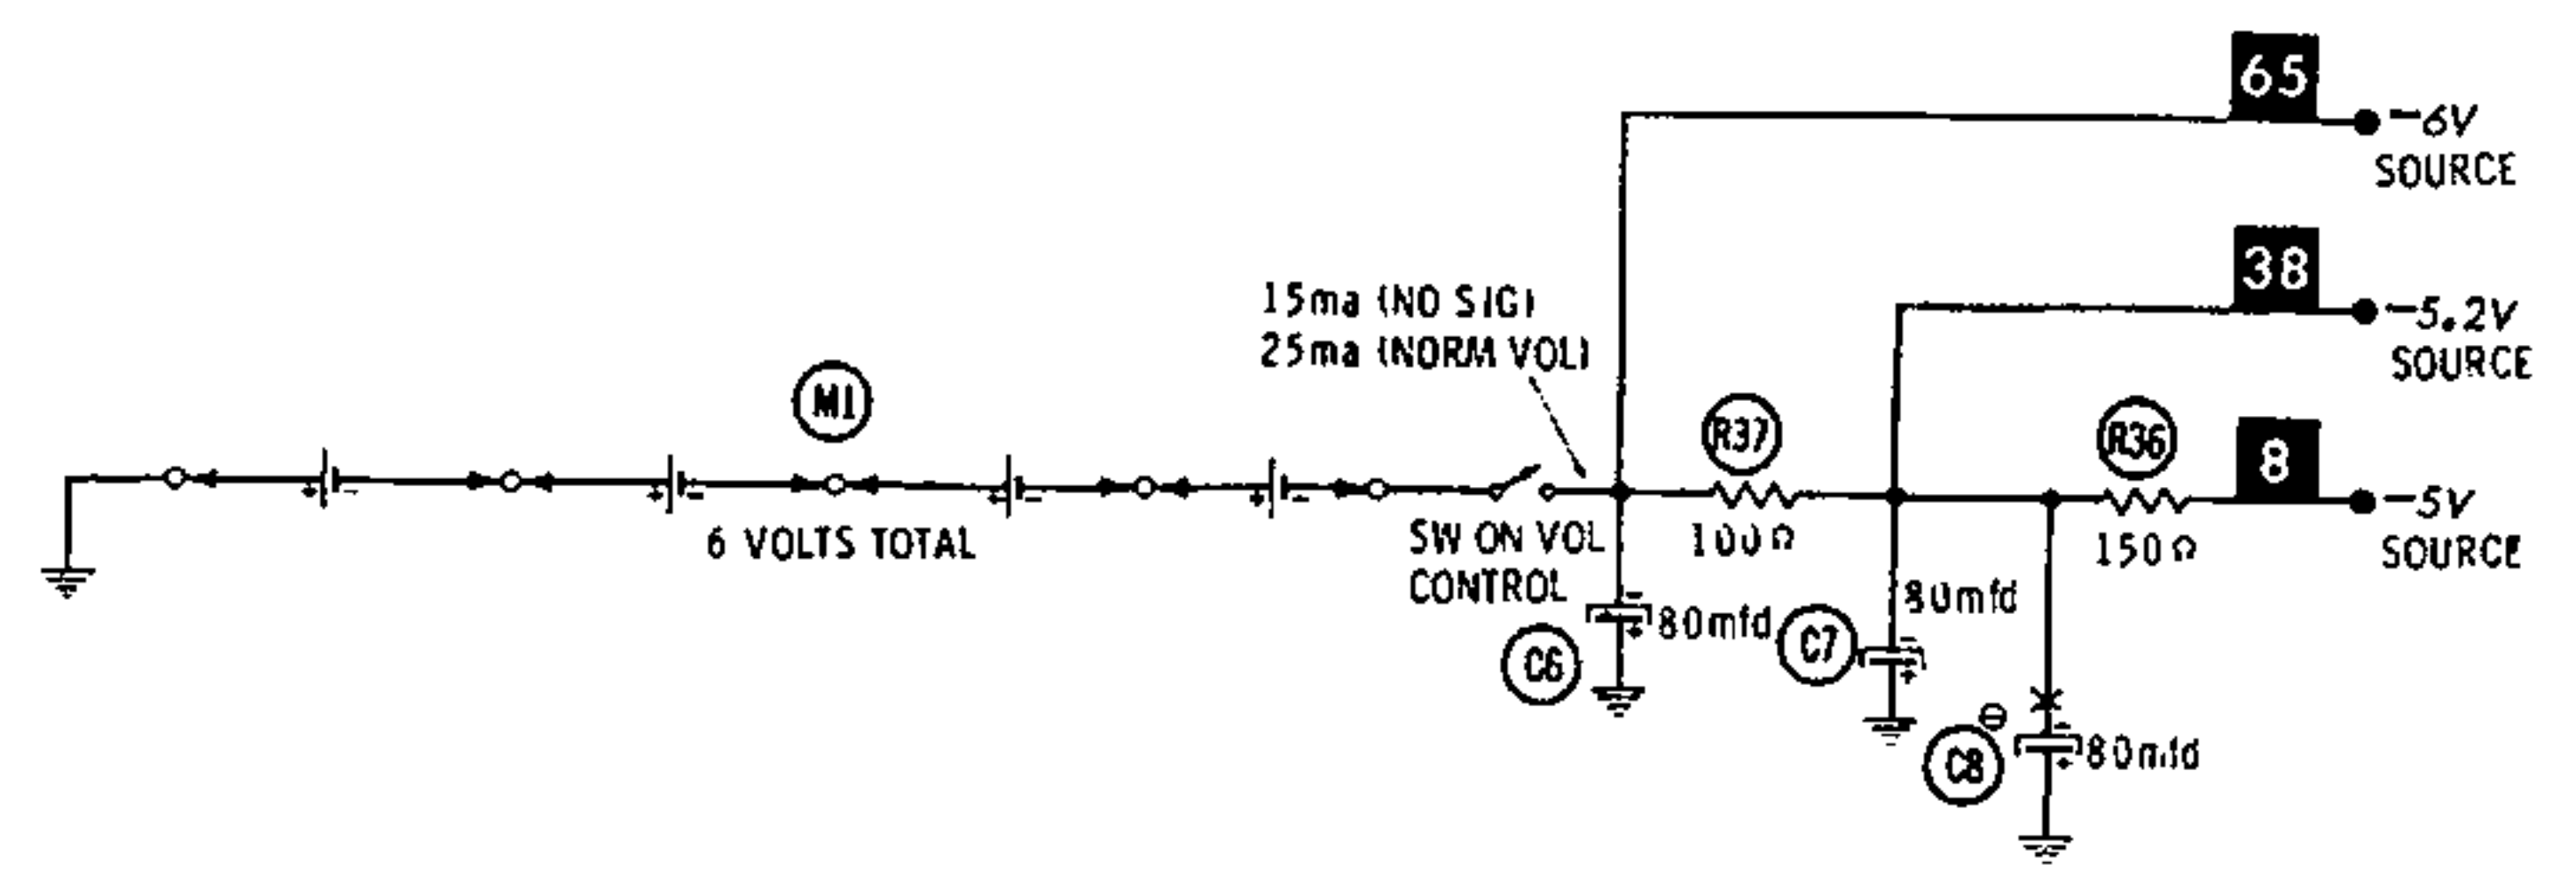 65
-6V
SOURCE
38
-5.2V
SOURCE
15ma (NO SIG)
25ma (NORM VOL)
M1
R37
R36
8
-5V
SOURCE
6 VOLTS TOTAL
SW ON VOL
CONTROL
100Ω
150Ω
80mfd
C6
80mfd
C7
C8
80mfd